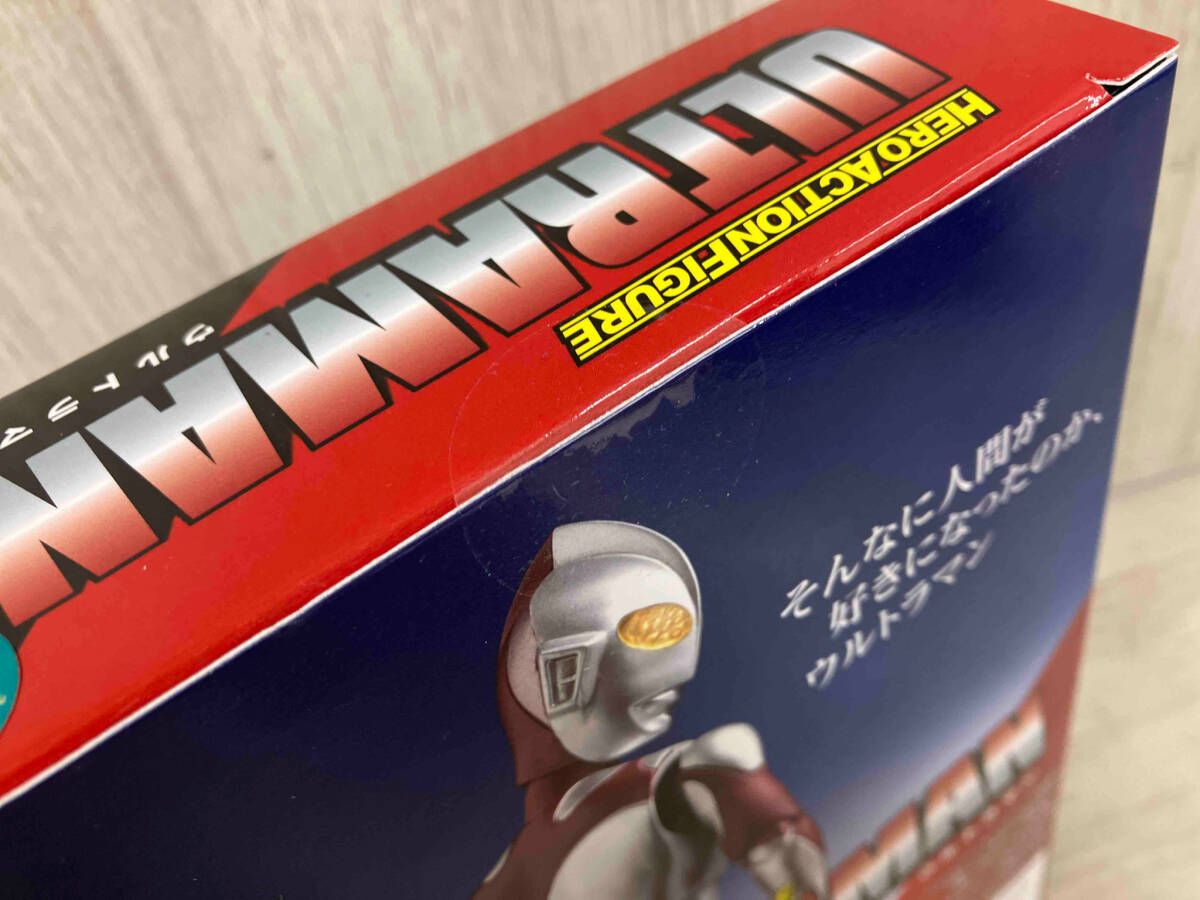 ULTRAMAN
HERO ACTION FIGURE
ウルトラマ
そんなに人間が
好きになったのか、
ウルトラマン
MAN